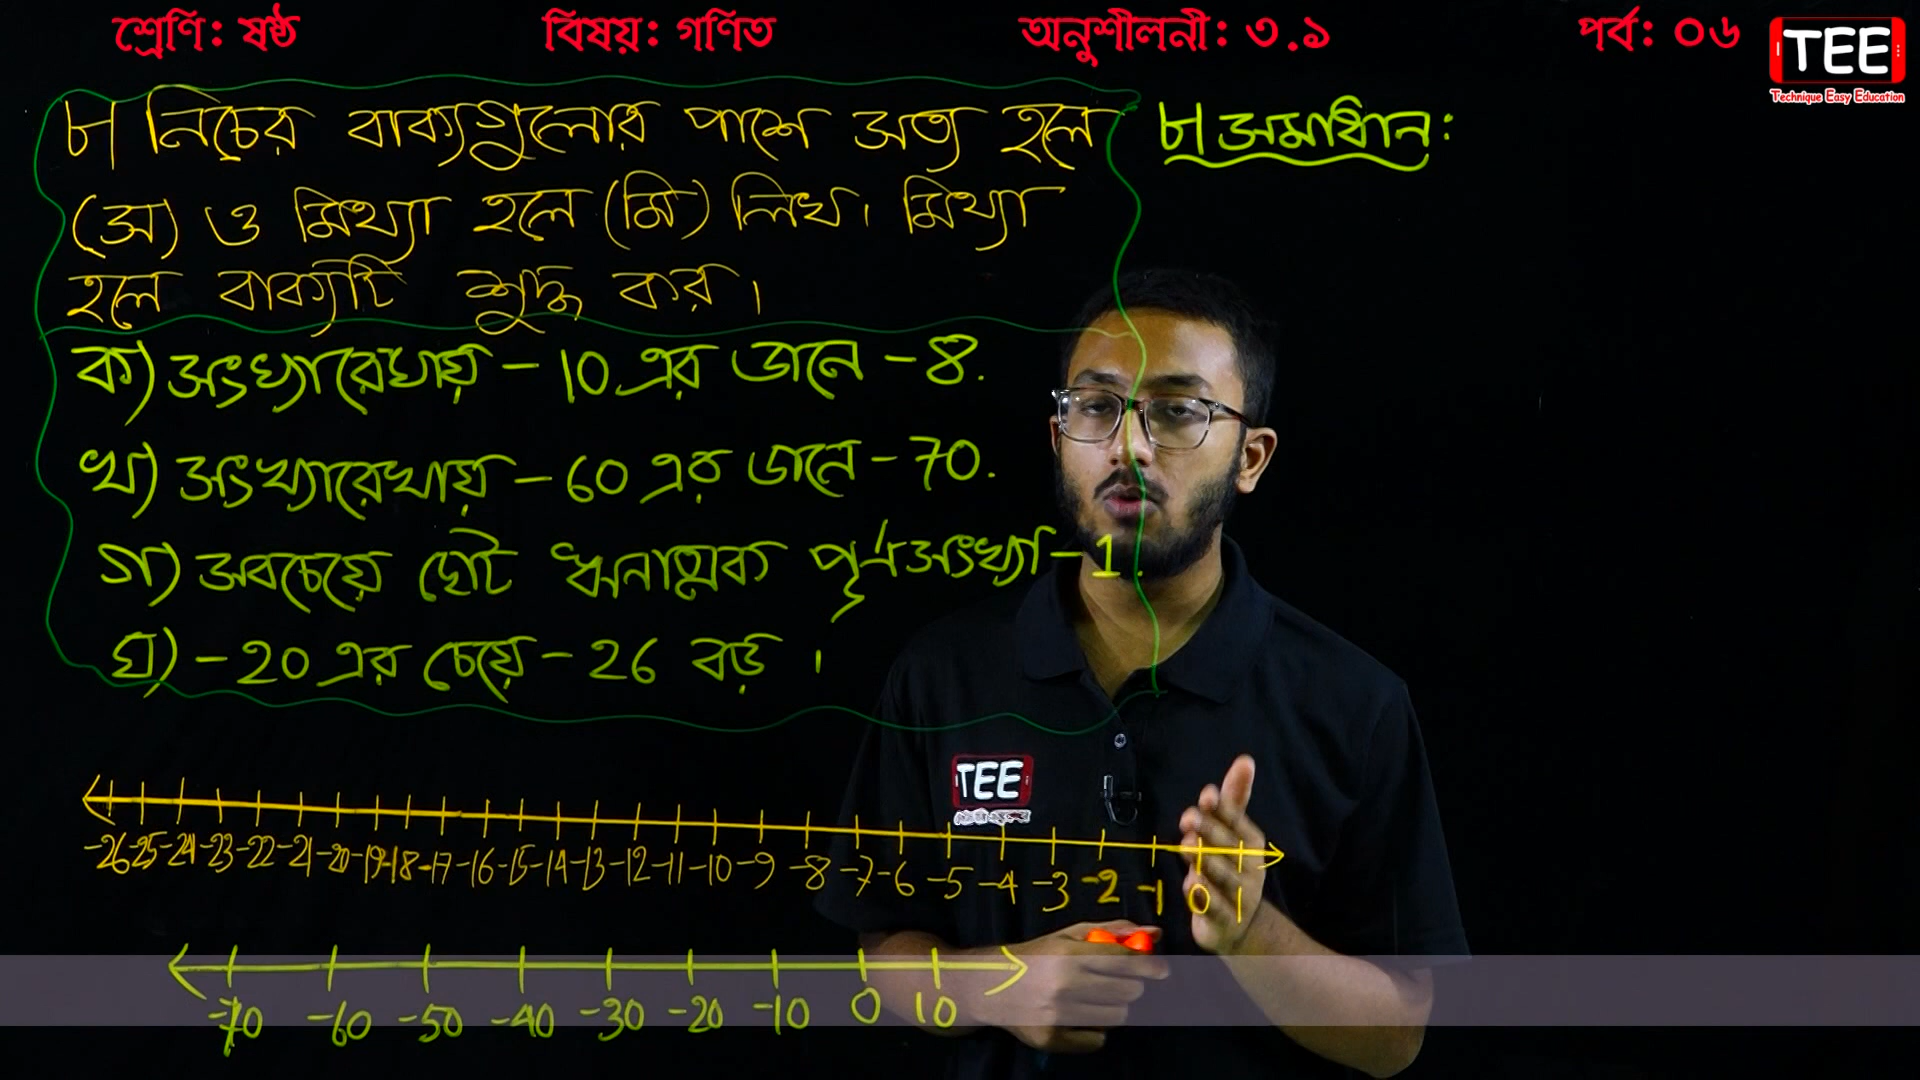 শ্রেণি: ষষ্ঠ বিষয়: গণিত অনুশীলনী: ৩.১ পর্ব: ০৬
TEE
Technique Easy Education
৮। নিচের বাক্যগুলোর পাশে সত্য হলে
(স) ও মিথ্যা হলে (মি) লিখ। মিথ্যা
হলে বাক্যটি শুদ্ধ কর।
ক) সংখ্যারেখায় -10 এর ডানে -8.
খ) সংখ্যারেখায় -60 এর ডানে -70.
গ) সবচেয়ে ছোট ঋনাত্মক পূর্ণসংখ্যা -1.
ঘ) -20 এর চেয়ে -26 বড় ।
৮। সমাধান:
TEE
-26 -25 -24 -23 -22 -21 -20 -19 -18 -17 -16 -15 -14 -13 -12 -11 -10 -9 -8 -7 -6 -5 -4 -3 -2 -1 0 1
-70 -60 -50 -40 -30 -20 -10 0 10